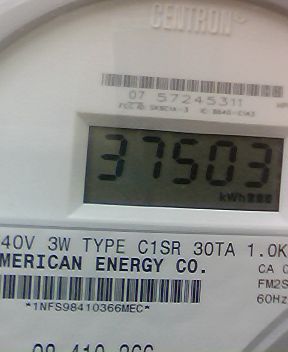 CENTRON®
07 57245311
37503
kWh
40V 3W TYPE C1SR 30TA 1.0K
MERICAN ENERGY CO.
CA 0
FM2S
60Hz
*1NFS98410366MEC*